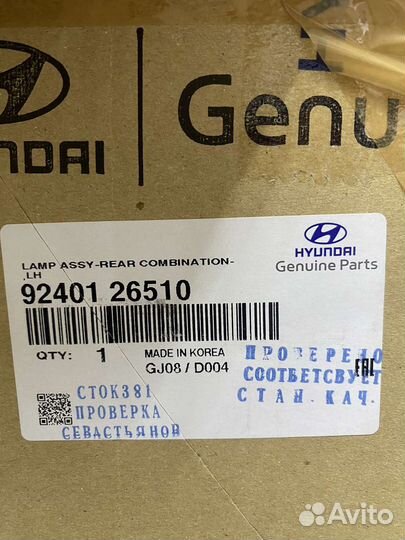 HYUNDAI
Genu
LAMP ASSY-REAR COMBINATION-
,LH
92401 26510
HYUNDAI
Genuine Parts
QTY: 1
MADE IN KOREA
GJ08 / D004
ПРОВЕРЕНО
СООТВЕТСВУЕТ
СТАН. КАЧ.
EAC
СТОК381
ПРОВЕРКА
СЕВАСТЬЯНОЙ
Avito